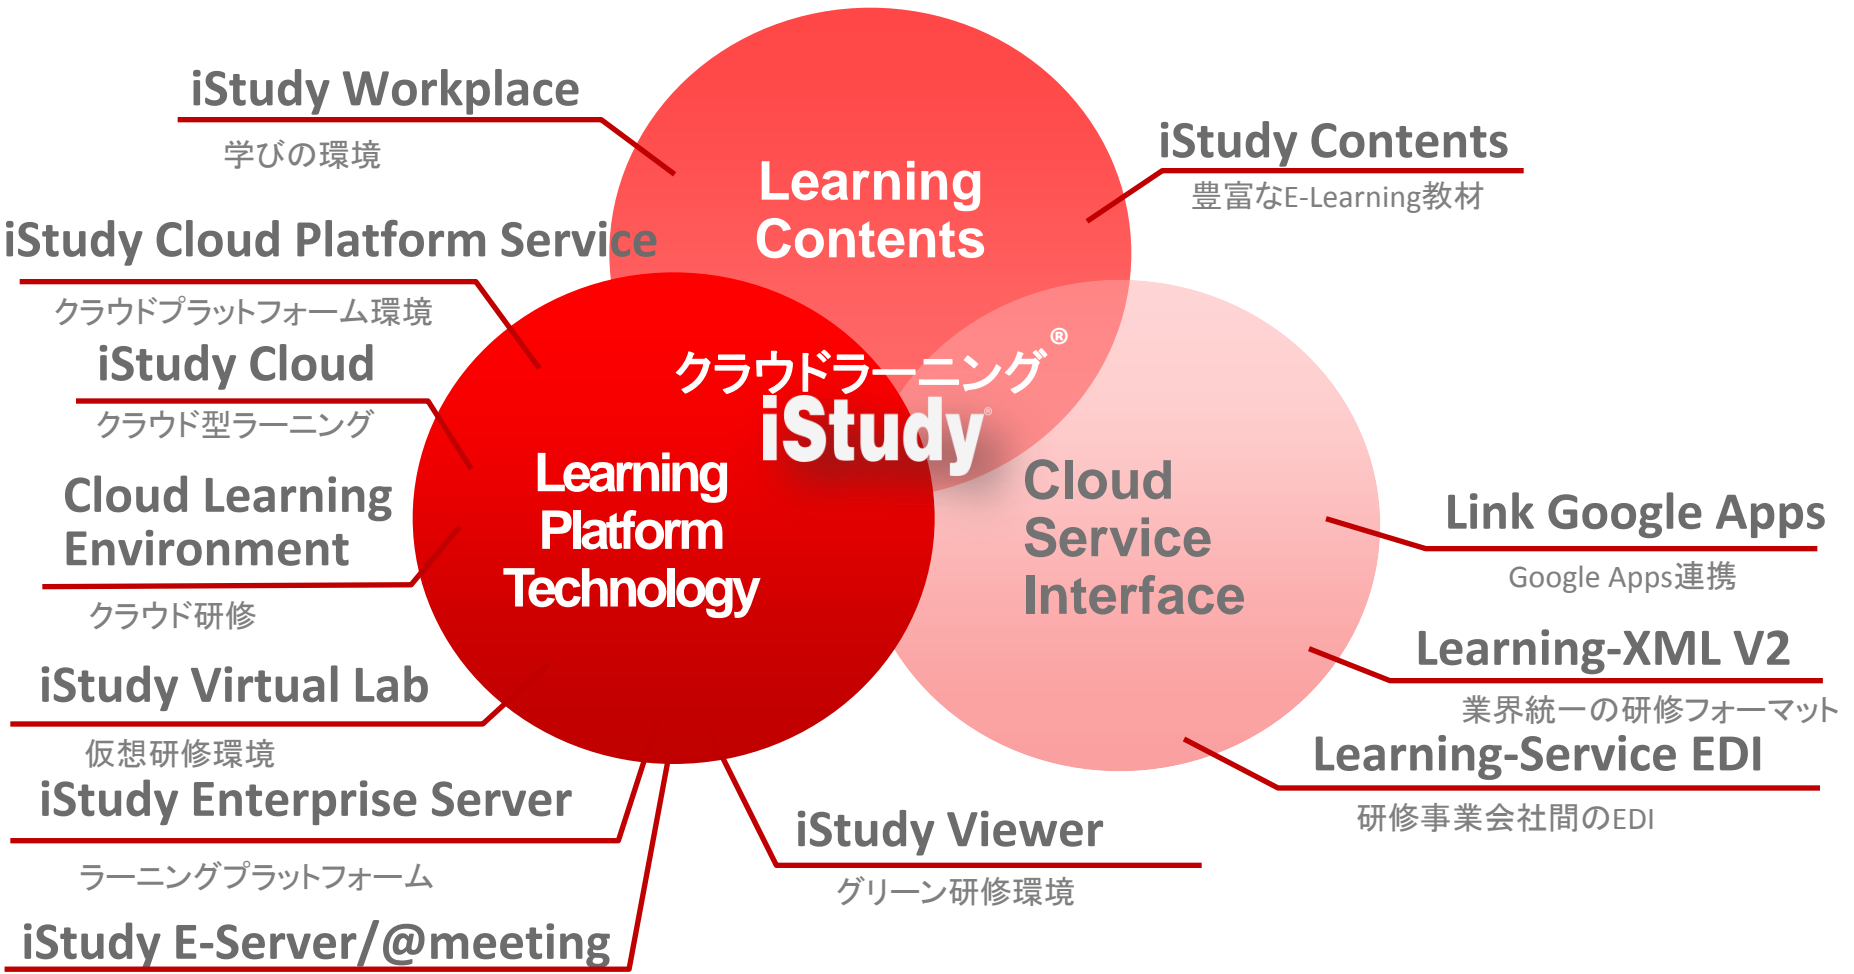 iStudy Workplace
学びの環境
iStudy Cloud Platform Service
クラウドプラットフォーム環境
iStudy Cloud
クラウド型ラーニング
Cloud Learning
Environment
クラウド研修
iStudy Virtual Lab
仮想研修環境
iStudy Enterprise Server
ラーニングプラットフォーム
iStudy E-Server/@meeting
Learning
Contents
クラウドラーニング®
iStudy®
Learning
Platform
Technology
Cloud
Service
Interface
iStudy Viewer
グリーン研修環境
iStudy Contents
豊富なE-Learning教材
Link Google Apps
Google Apps連携
Learning-XML V2
業界統一の研修フォーマット
Learning-Service EDI
研修事業会社間のEDI